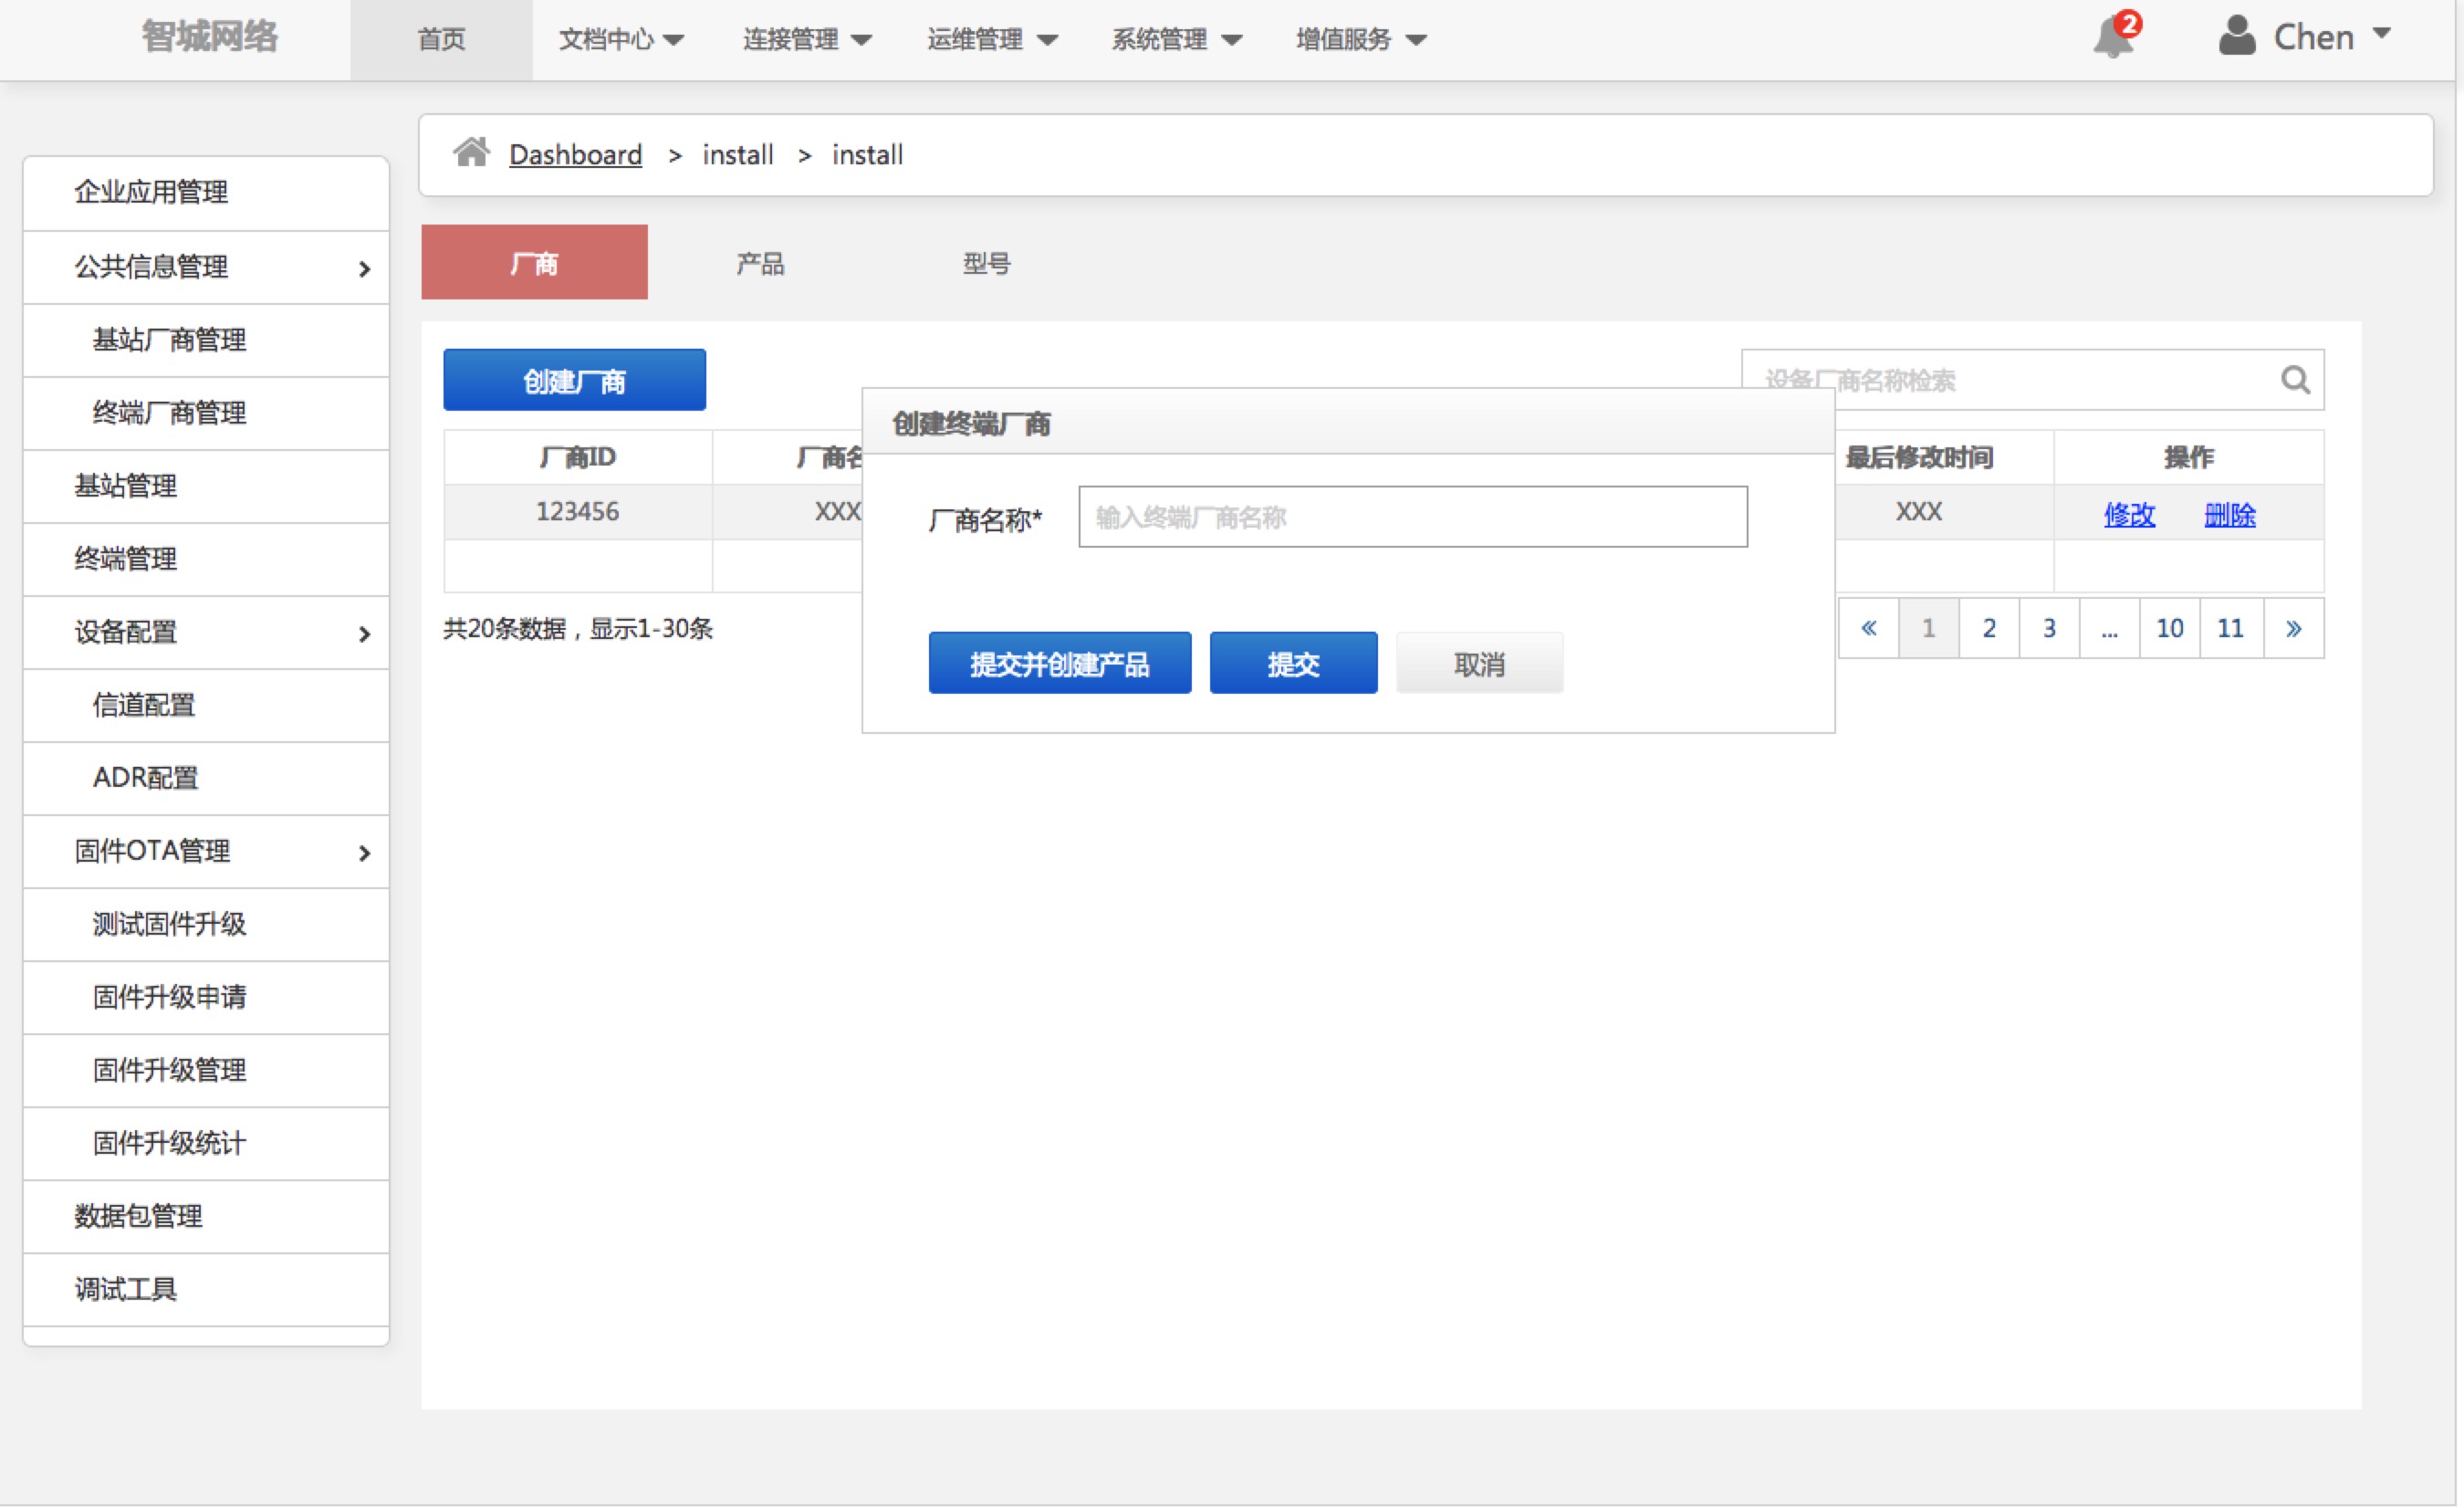 智城网络 首页 文档中心 连接管理 运维管理 系统管理 增值服务 2 Chen
Dashboard > install > install
企业应用管理
公共信息管理
基站厂商管理
终端厂商管理
基站管理
终端管理
设备配置
信道配置
ADR配置
固件OTA管理
测试固件升级
固件升级申请
固件升级管理
固件升级统计
数据包管理
调试工具
厂商 产品 型号
创建厂商 设备厂商名称检索
厂商ID 厂商名 最后修改时间 操作
123456 XXX XXX 修改 删除
共20条数据，显示1-30条 « 1 2 3 ... 10 11 »
创建终端厂商
厂商名称* 输入终端厂商名称
提交并创建产品 提交 取消